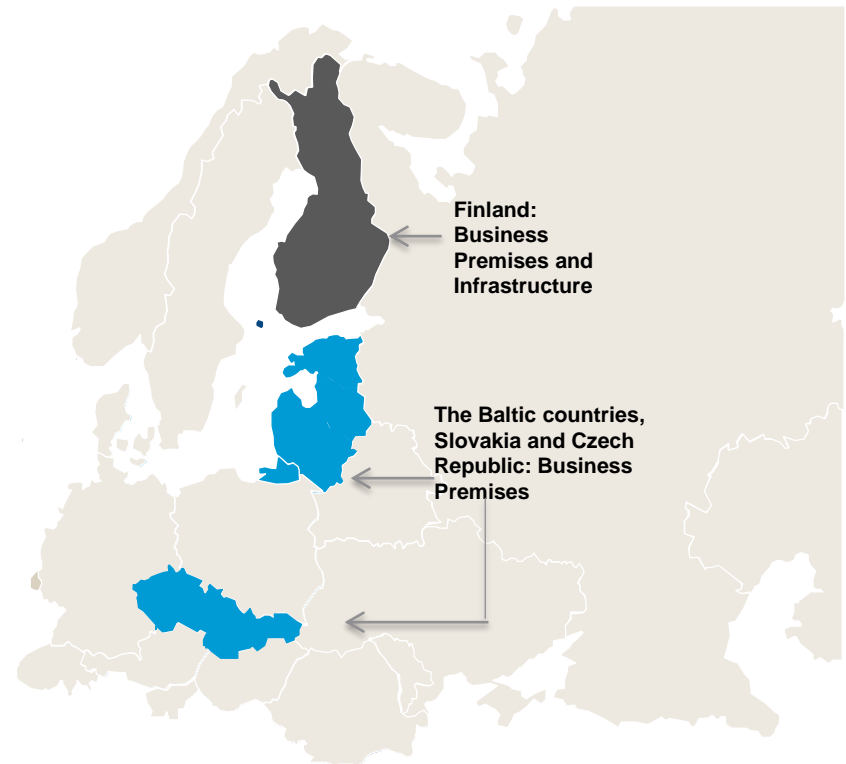 Finland:
Business
Premises and
Infrastructure
The Baltic countries,
Slovakia and Czech
Republic: Business
Premises